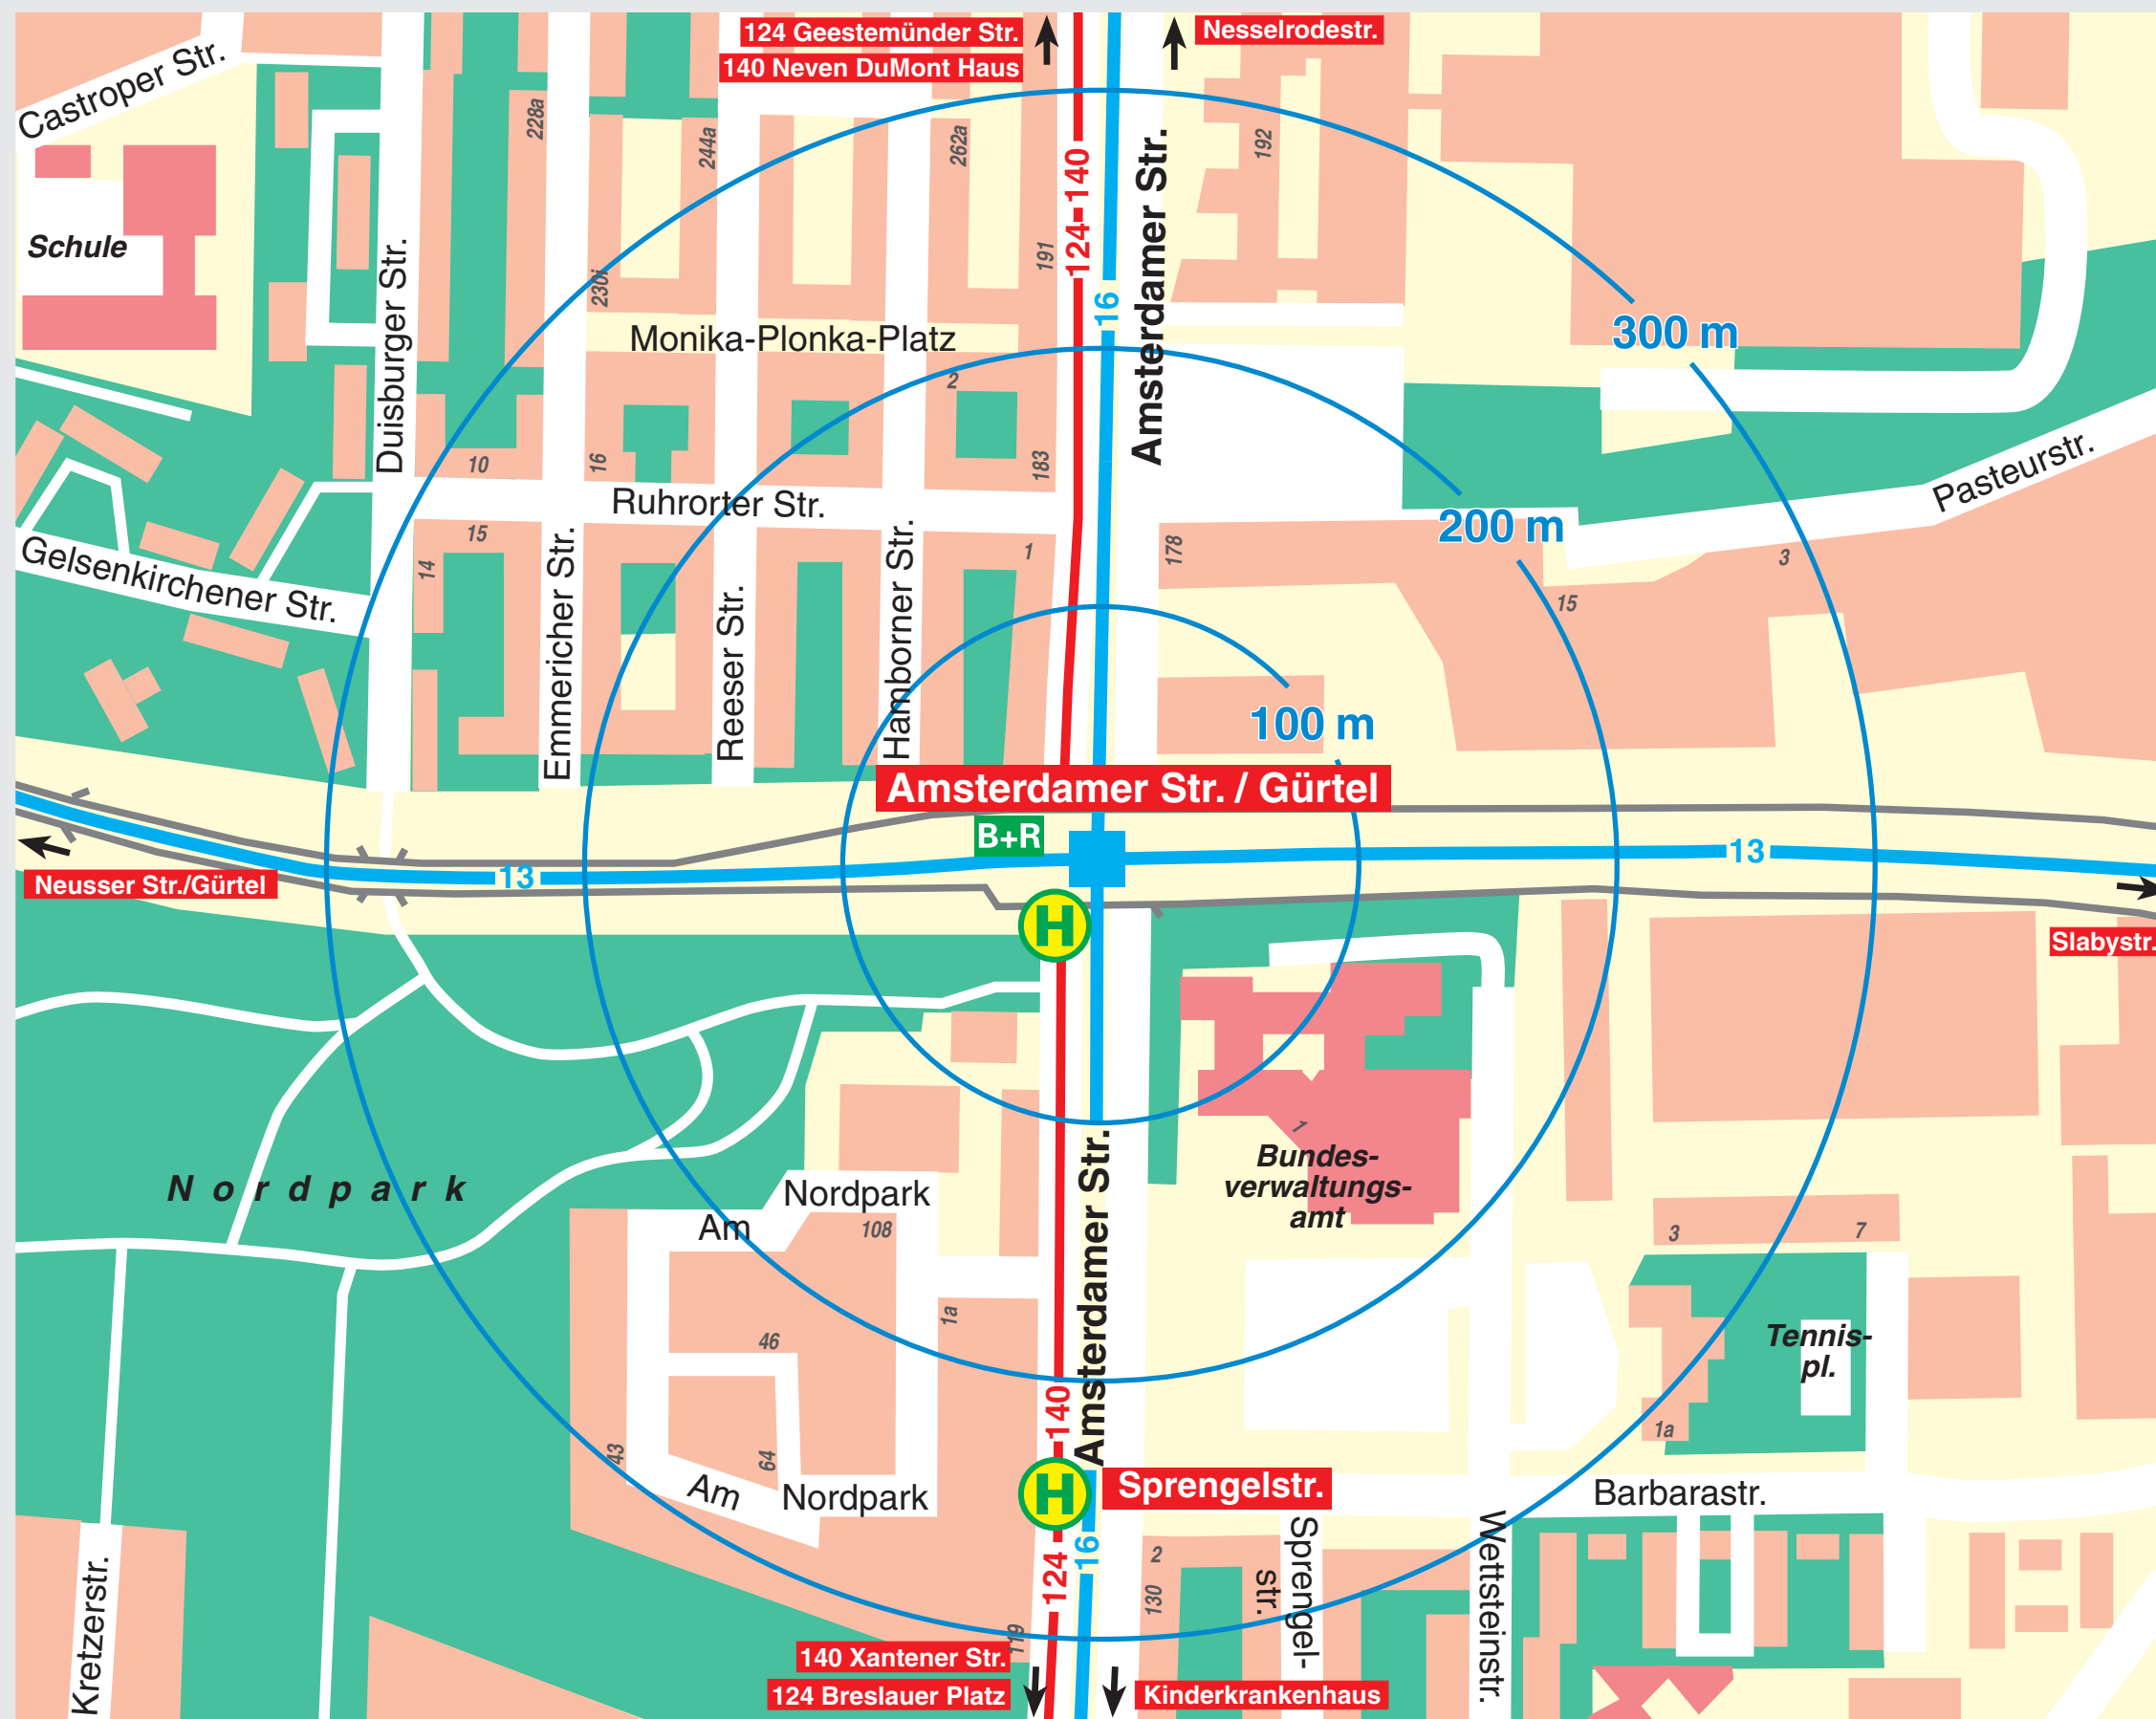 124 Geestemünder Str.
140 Neven DuMont Haus
Nesselrodestr.
Castroper Str.
228a
244a
262a
192
124
140
Amsterdamer Str.
Schule
191
230i
16
Duisburger Str.
300 m
Monika-Plonka-Platz
2
10
16
183
Pasteurstr.
Ruhrorter Str.
200 m
15
14
1
178
3
15
Gelsenkirchener Str.
Emmericher Str.
Reeser Str.
Hamborner Str.
100 m
Amsterdamer Str. / Gürtel
B+R
13
13
Neusser Str./Gürtel
H
Slabystr.
1
Bundes-
verwaltungs-
amt
Nordpark
Am
Nordpark
108
Amsterdamer Str.
3
7
1a
46
Tennis-
pl.
43
64
140
1a
Am
Nordpark
H
Sprengelstr.
Barbarastr.
124
16
2
130
Sprengel-
str.
Wettsteinstr.
Kretzerstr.
119
140 Xantener Str.
124 Breslauer Platz
Kinderkrankenhaus